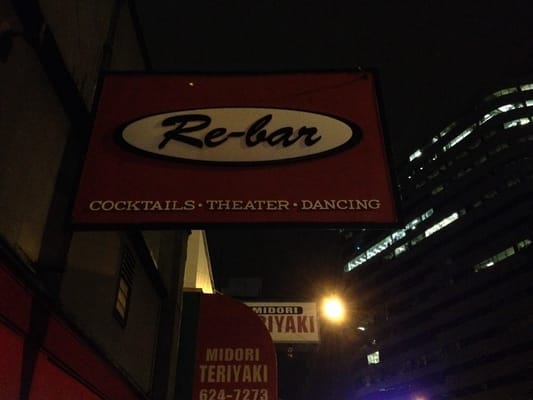 Re-bar
COCKTAILS · THEATER · DANCING
MIDORI
TERIYAKI
MIDORI
TERIYAKI
624-7273